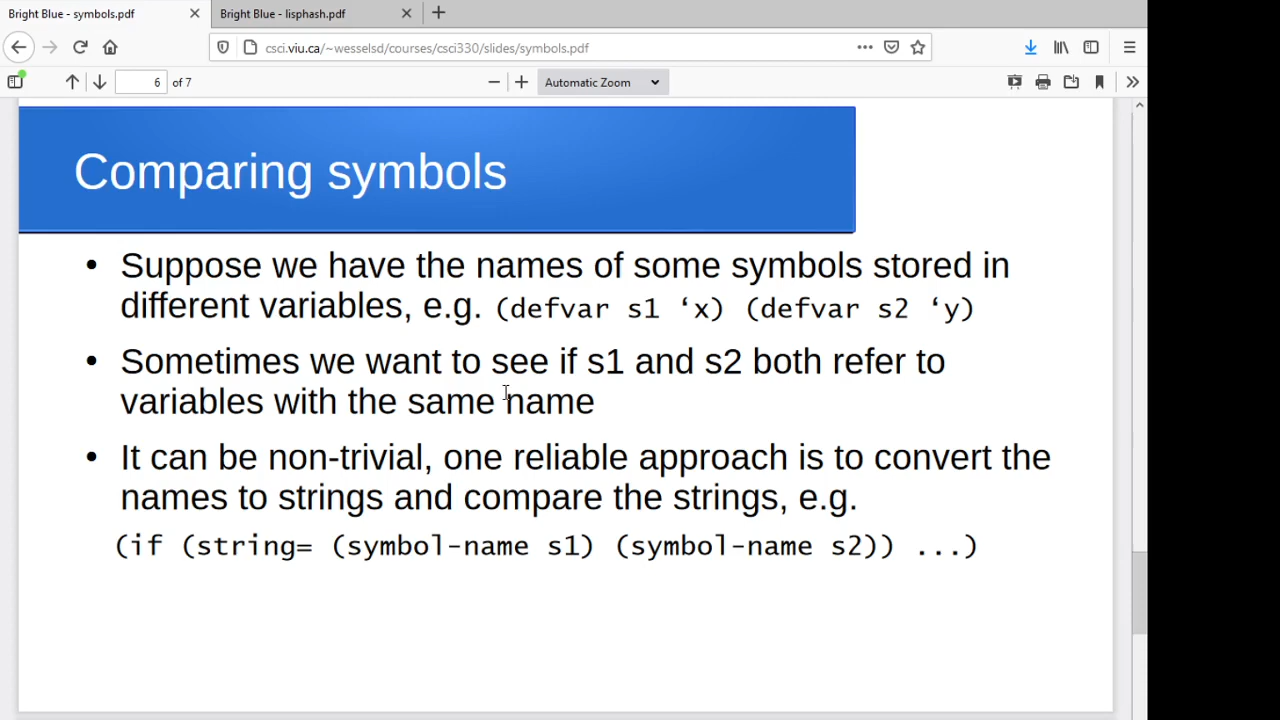 Bright Blue - symbols.pdf
Bright Blue - lisphash.pdf
csci.viu.ca/~wesselsd/courses/csci330/slides/symbols.pdf
6 of 7
Automatic Zoom
Comparing symbols
• Suppose we have the names of some symbols stored in
different variables, e.g. (defvar s1 ‘x) (defvar s2 ‘y)
• Sometimes we want to see if s1 and s2 both refer to
variables with the same name
• It can be non-trivial, one reliable approach is to convert the
names to strings and compare the strings, e.g.
(if (string= (symbol-name s1) (symbol-name s2)) ...)